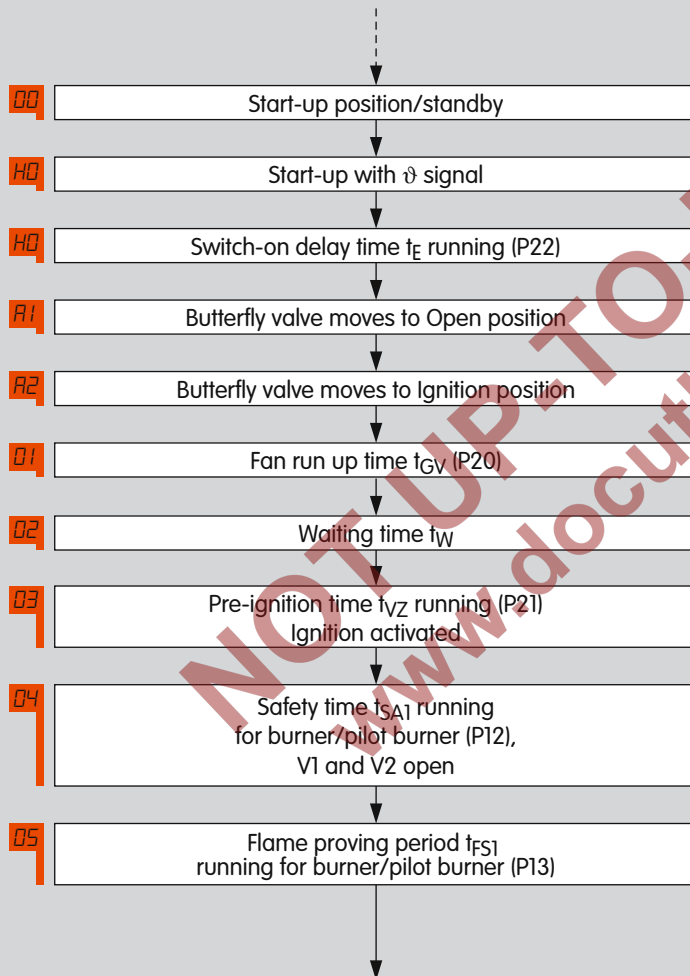 00 Start-up position/standby
H0 Start-up with ϑ signal
H0 Switch-on delay time tE running (P22)
A1 Butterfly valve moves to Open position
A2 Butterfly valve moves to Ignition position
01 Fan run up time tGV (P20)
02 Waiting time tW
03 Pre-ignition time tVZ running (P21)
Ignition activated
04 Safety time tSA1 running
for burner/pilot burner (P12),
V1 and V2 open
05 Flame proving period tFS1
running for burner/pilot burner (P13)
NOT UP-TO-
www.docuth